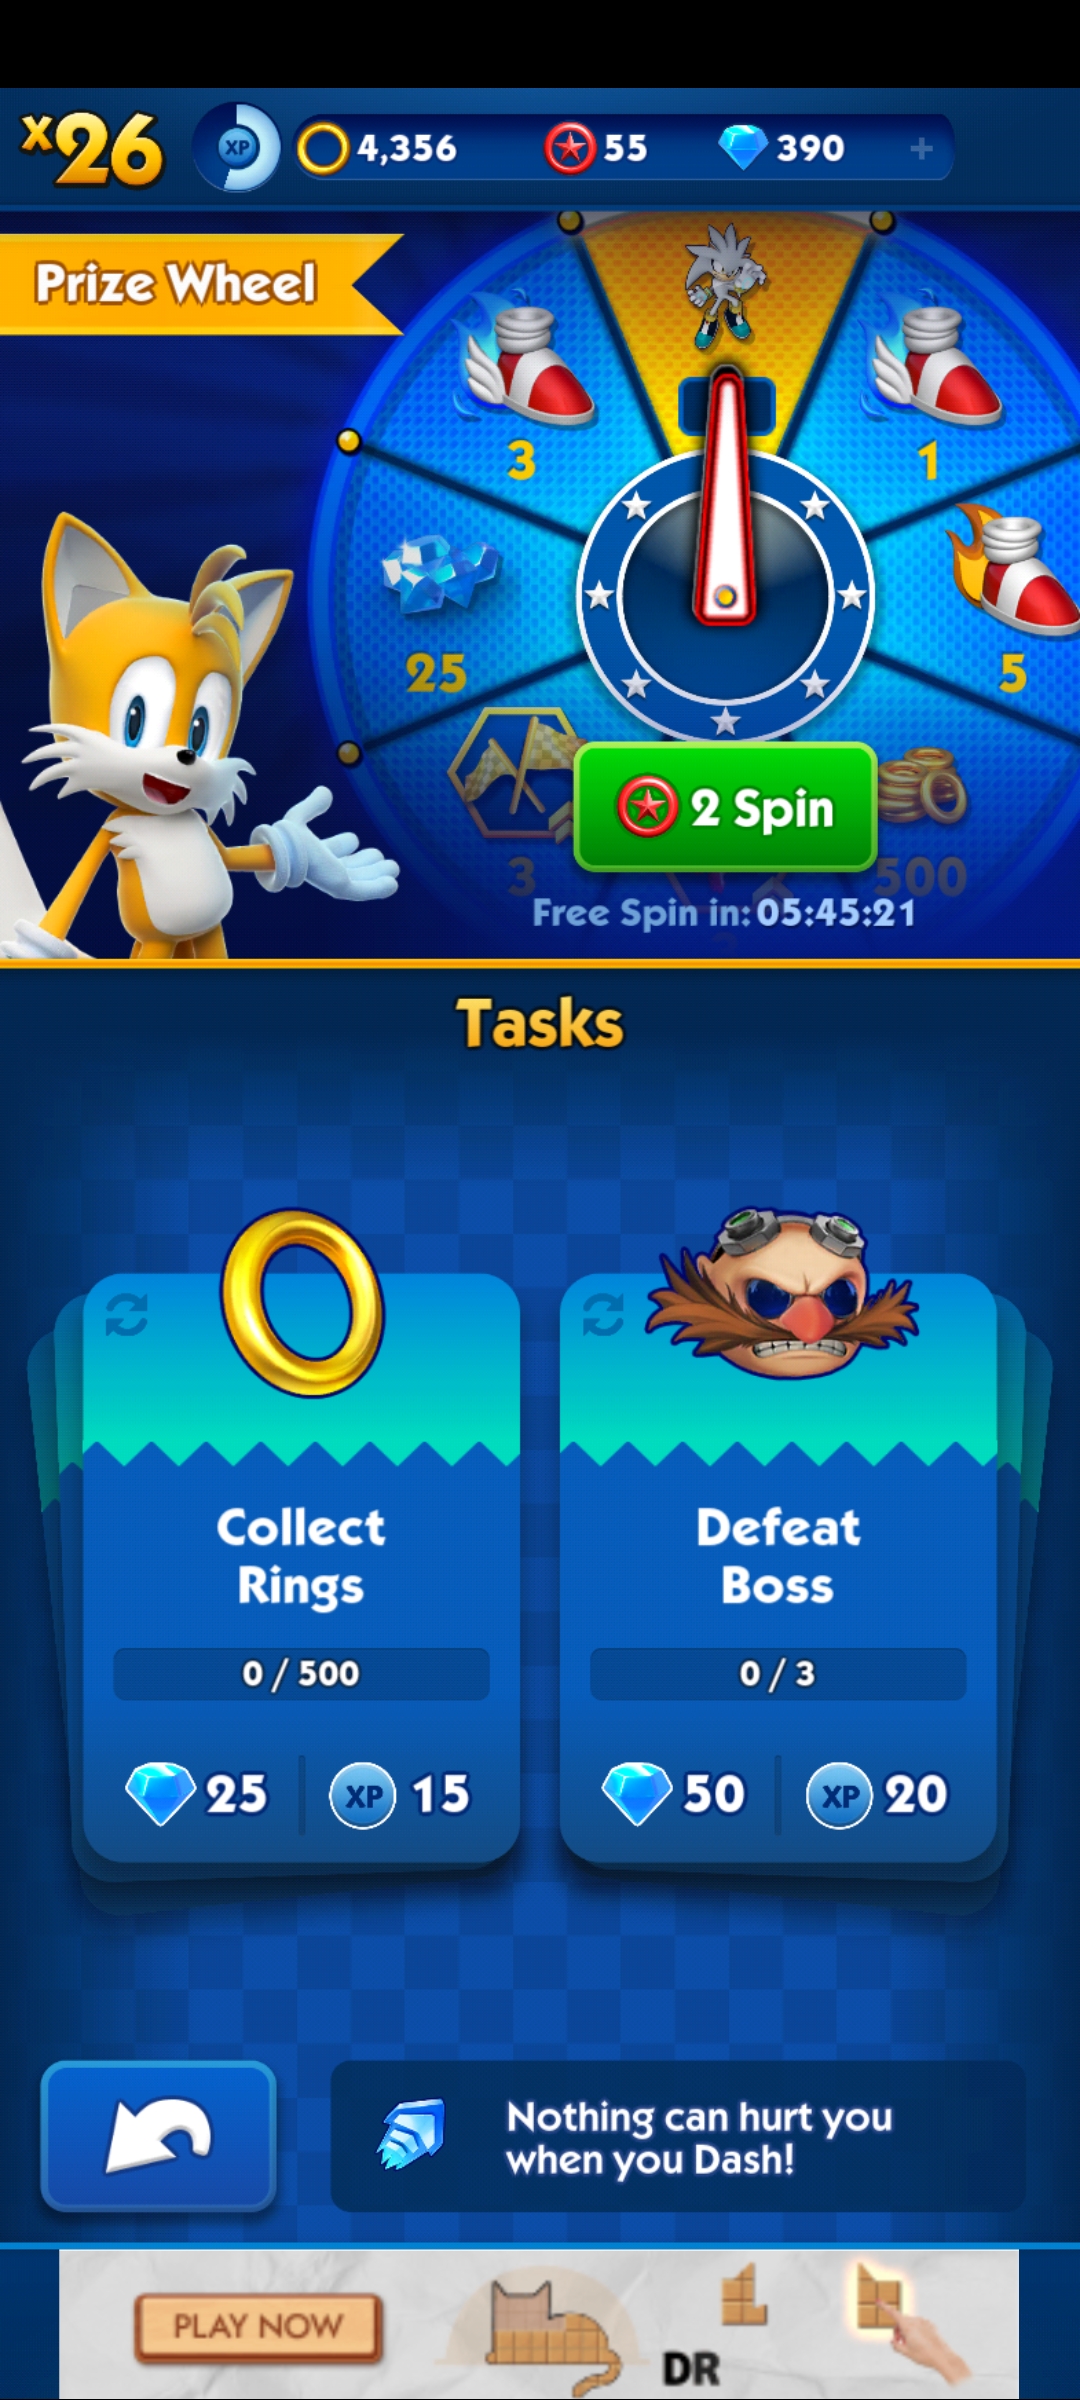 x26
XP
4,356
55
390
+
Prize Wheel
3
1
25
5
3
500
2 Spin
Free Spin in: 05:45:21
Tasks
Collect
Rings
0 / 500
25
XP
15
Defeat
Boss
0 / 3
50
XP
20
Nothing can hurt you
when you Dash!
PLAY NOW
DR